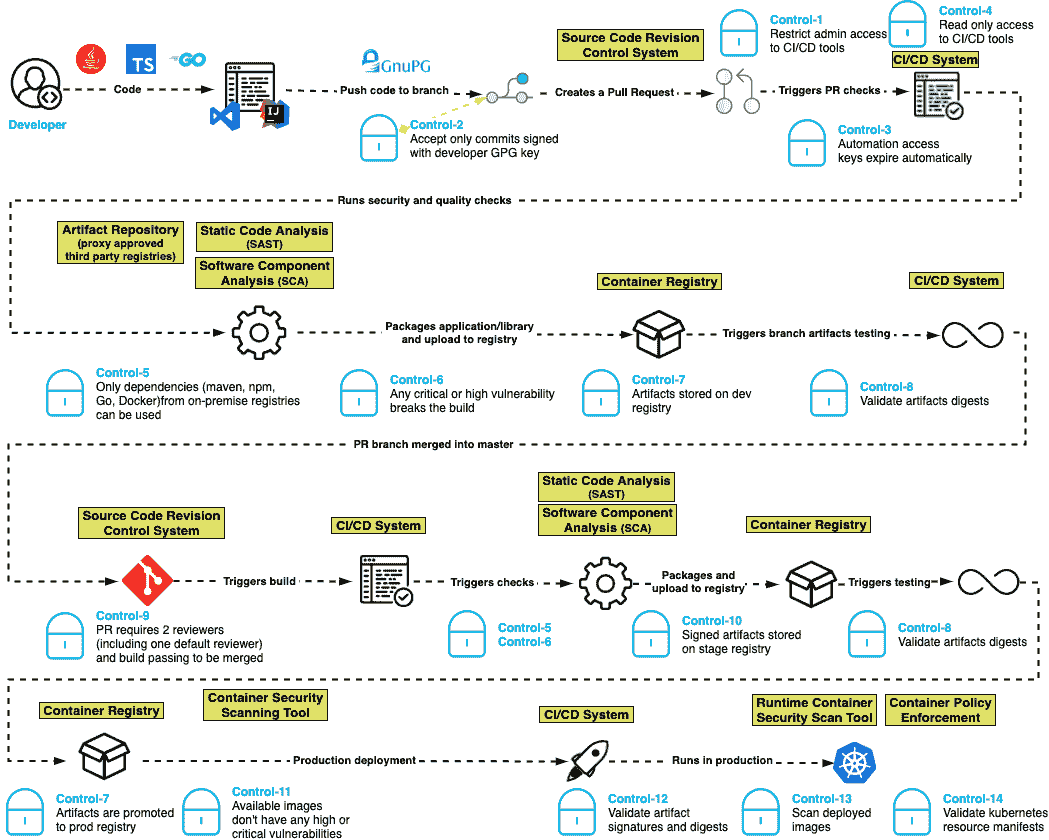 Control-4
Read only access
to CI/CD tools
Control-1
Restrict admin access
to CI/CD tools
Source Code Revision
Control System
CI/CD System
Java
TS
GO
GnuPG
IJ
Developer
Code
Push code to branch
Creates a Pull Request
Triggers PR checks
Control-2
Accept only commits signed
with developer GPG key
Control-3
Automation access
keys expire automatically
Runs security and quality checks
Artifact Repository
(proxy approved
third party registries)
Static Code Analysis
(SAST)
Software Component
Analysis (SCA)
Container Registry
CI/CD System
Packages application/library
and upload to registry
Triggers branch artifacts testing
Control-5
Only dependencies (maven, npm,
Go, Docker)from on-premise registries
can be used
Control-6
Any critical or high vulnerability
breaks the build
Control-7
Artifacts stored on dev
registry
Control-8
Validate artifacts digests
PR branch merged into master
Source Code Revision
Control System
CI/CD System
Static Code Analysis
(SAST)
Software Component
Analysis (SCA)
Container Registry
Triggers build
Triggers checks
Packages and
upload to registry
Triggers testing
Control-9
PR requires 2 reviewers
(including one default reviewer)
and build passing to be merged
Control-5
Control-6
Control-10
Signed artifacts stored
on stage registry
Control-8
Validate artifacts digests
Container Registry
Container Security
Scanning Tool
CI/CD System
Runtime Container
Security Scan Tool
Container Policy
Enforcement
Production deployment
Runs in production
Control-7
Artifacts are promoted
to prod registry
Control-11
Available images
don't have any high or
critical vulnerabilities
Control-12
Validate artifact
signatures and digests
Control-13
Scan deployed
images
Control-14
Validate kubernetes
resource manifests